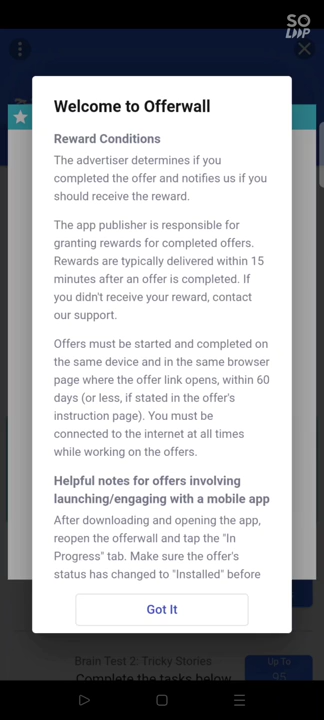 SO
LOOP
Welcome to Offerwall
Reward Conditions
The advertiser determines if you
completed the offer and notifies us if you
should receive the reward.
The app publisher is responsible for
granting rewards for completed offers.
Rewards are typically delivered within 15
minutes after an offer is completed. If
you didn't receive your reward, contact
our support.
Offers must be started and completed on
the same device and in the same browser
page where the offer link opens, within 60
days (or less, if stated in the offer's
instruction page). You must be
connected to the internet at all times
while working on the offers.
Helpful notes for offers involving
launching/engaging with a mobile app
After downloading and opening the app,
reopen the offerwall and tap the "In
Progress" tab. Make sure the offer's
status has changed to "Installed" before
Got It
Brain Test 2: Tricky Stories
Up To
Complete the tasks below
95